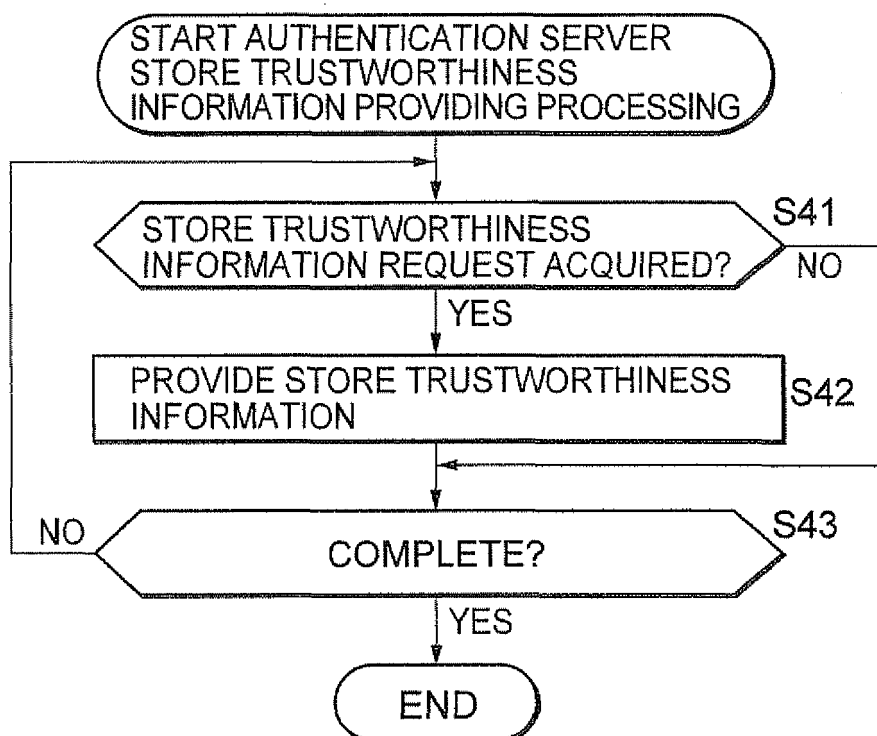 START AUTHENTICATION SERVER
STORE TRUSTWORTHINESS
INFORMATION PROVIDING PROCESSING
S41
STORE TRUSTWORTHINESS
INFORMATION REQUEST ACQUIRED?
NO
YES
PROVIDE STORE TRUSTWORTHINESS
INFORMATION
S42
NO
S43
COMPLETE?
YES
END